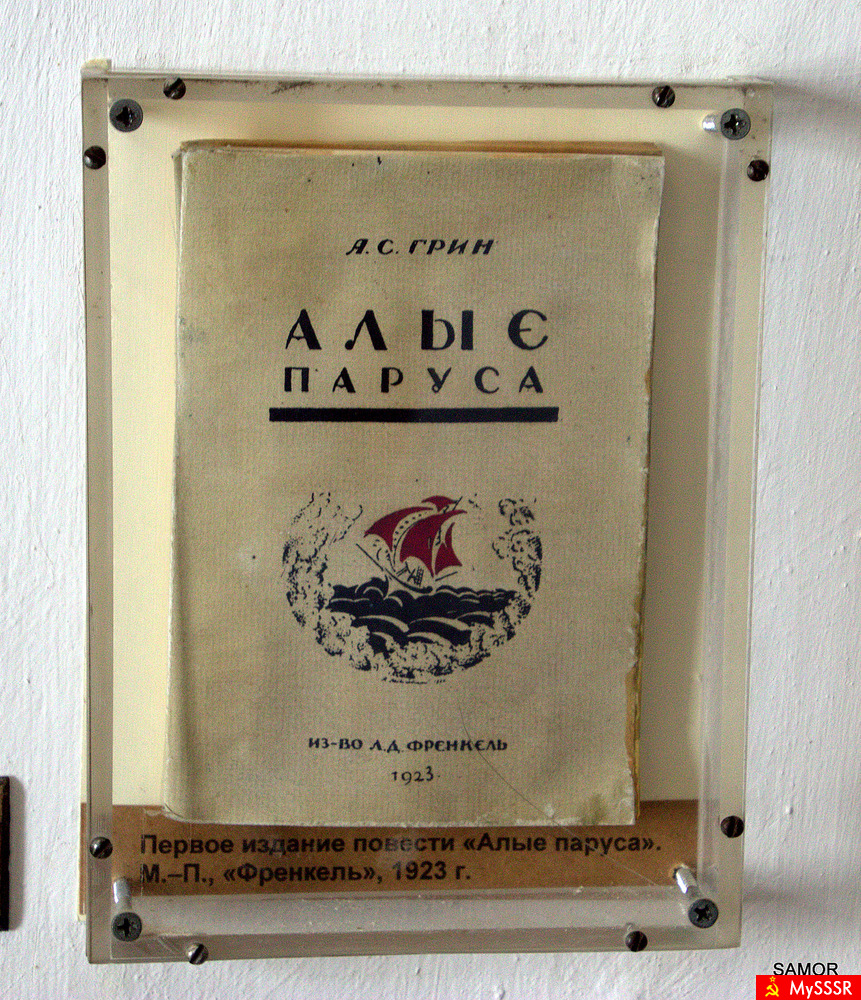 А. С. ГРИН
АЛЫЕ
ПАРУСА
ИЗ-ВО Л.Д. ФРЕНКЕЛЬ
1923
Первое издание повести «Алые паруса».
М.–П., «Френкель», 1923 г.
SAMOR
MySSSR